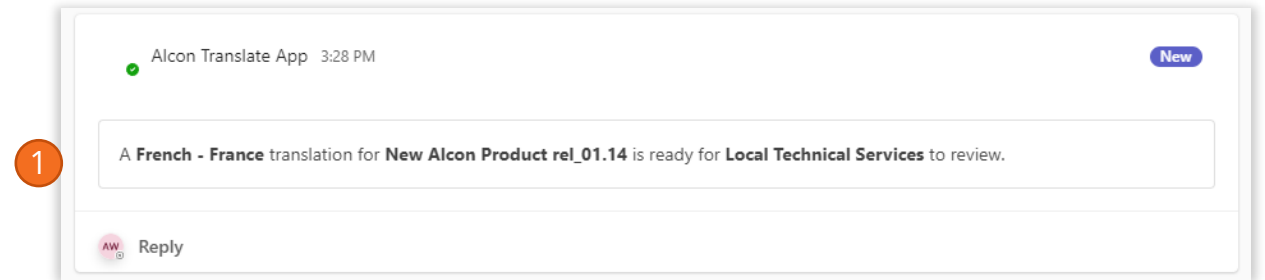 Alcon Translate App 3:28 PM New
1 A French - France translation for New Alcon Product rel_01.14 is ready for Local Technical Services to review.
AW Reply